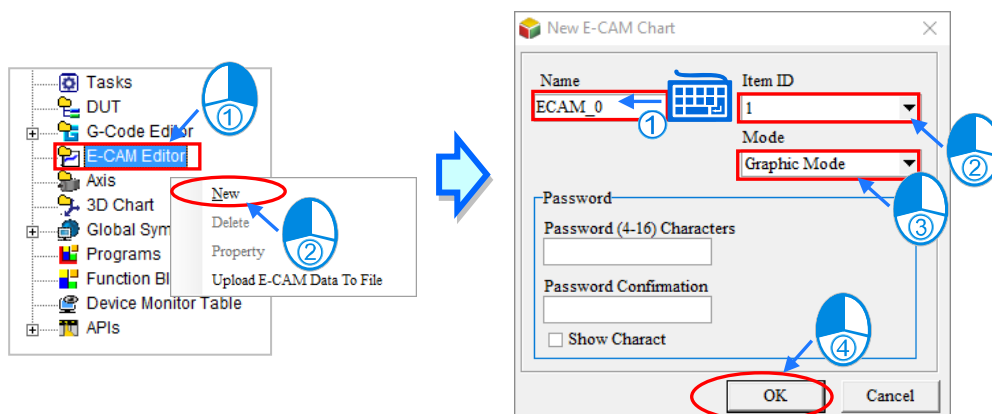 Tasks
DUT
G-Code Editor
E-CAM Editor
Axis
3D Chart
Global Sym
Programs
Function Bl
Device Monitor Table
APIs
①
New
Delete
Property
Upload E-CAM Data To File
②
New E-CAM Chart
Name
Item ID
ECAM_0
①
1
②
Mode
Graphic Mode
③
Password
Password (4-16) Characters
Password Confirmation
Show Charact
④
OK
Cancel